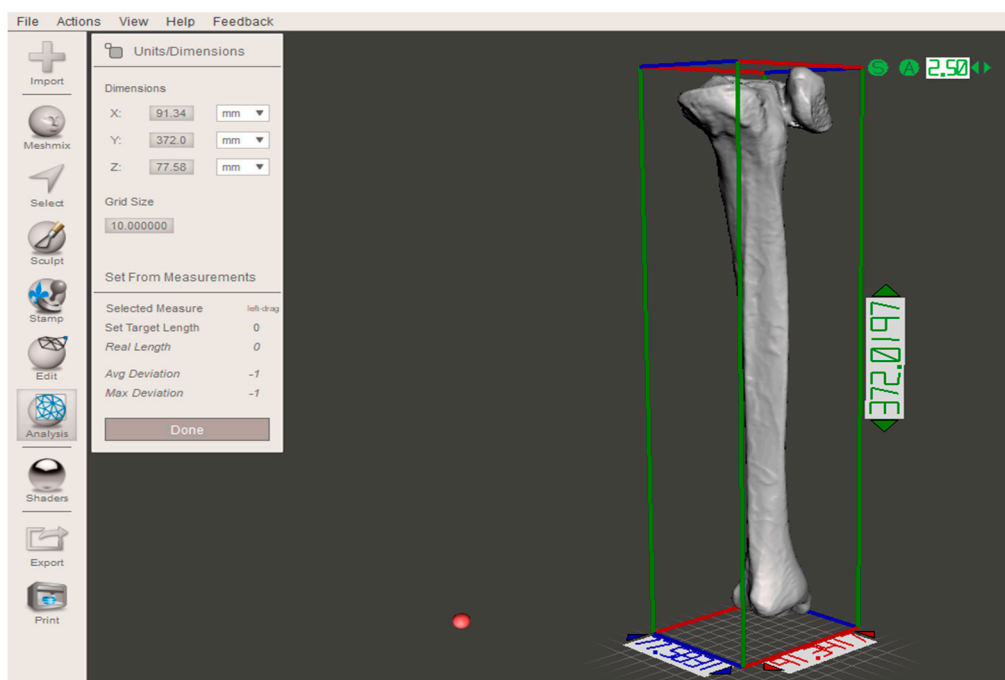 File Actions View Help Feedback
Import
Meshmix
Select
Sculpt
Stamp
Edit
Analysis
Shaders
Export
Print
Units/Dimensions
Dimensions
X: 91.34 mm
Y: 372.0 mm
Z: 77.58 mm
Grid Size
10.000000
Set From Measurements
Selected Measure left-drag
Set Target Length 0
Real Length 0
Avg Deviation -1
Max Deviation -1
Done
S A 2.50
372.0197